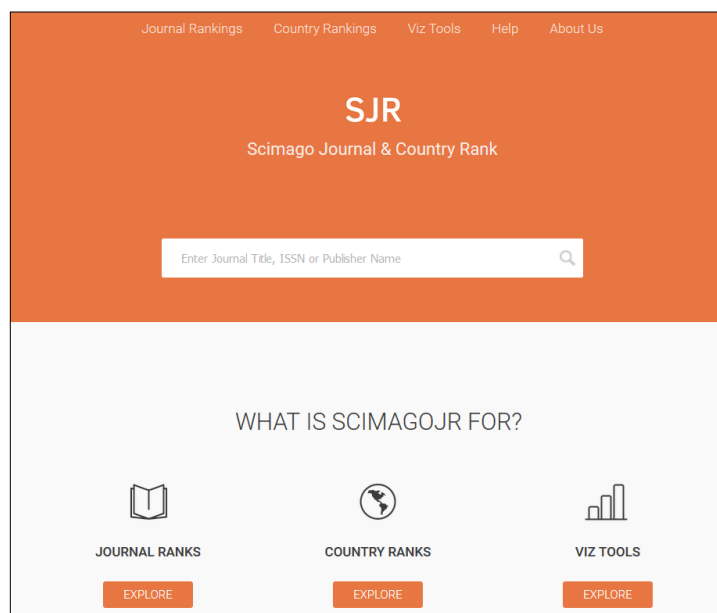 Journal Rankings Country Rankings Viz Tools Help About Us
SJR
Scimago Journal & Country Rank
Enter Journal Title, ISSN or Publisher Name
WHAT IS SCIMAGOJR FOR?
JOURNAL RANKS COUNTRY RANKS VIZ TOOLS
EXPLORE EXPLORE EXPLORE